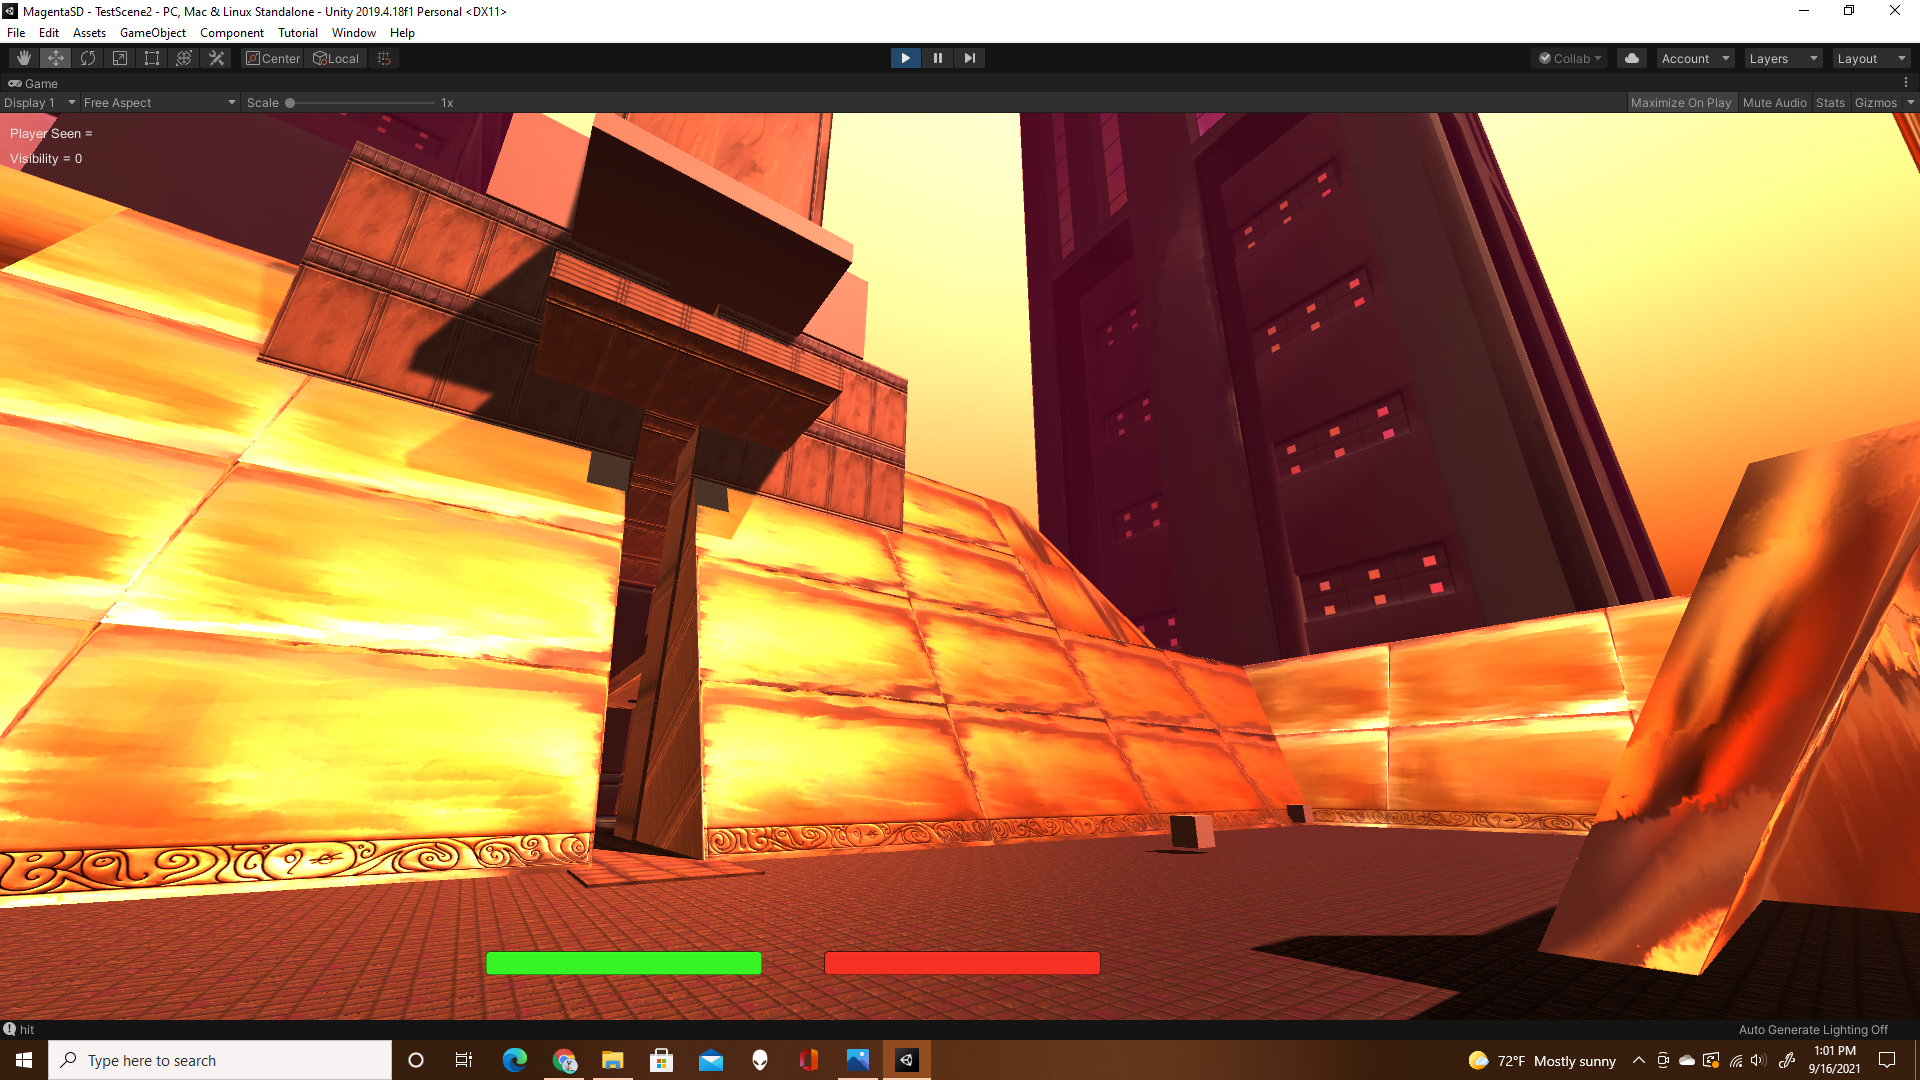 MagentaSD - TestScene2 - PC, Mac & Linux Standalone - Unity 2019.4.18f1 Personal <DX11>
File Edit Assets GameObject Component Tutorial Window Help
Center Local Collab Account Layers Layout
Game
Display 1 Free Aspect Scale 1x Maximize On Play Mute Audio Stats Gizmos
Player Seen =
Visibility = 0
hit Auto Generate Lighting Off
Type here to search 72°F Mostly sunny 1:01 PM
9/16/2021